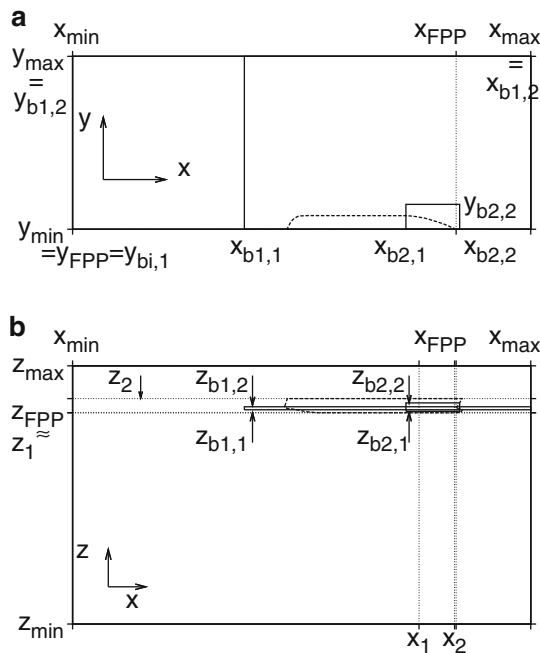 a
x_min x_FPP x_max
y_max =
= x_b1,2
y_b1,2
y
x
y_b2,2
y_min
=y_FPP=y_bi,1 x_b1,1 x_b2,1 x_b2,2
b
x_min x_FPP x_max
z_max
z_2 z_b1,2 z_b2,2
z_FPP
≈
z_1 z_b1,1 z_b2,1
z
x
z_min
x_1 x_2